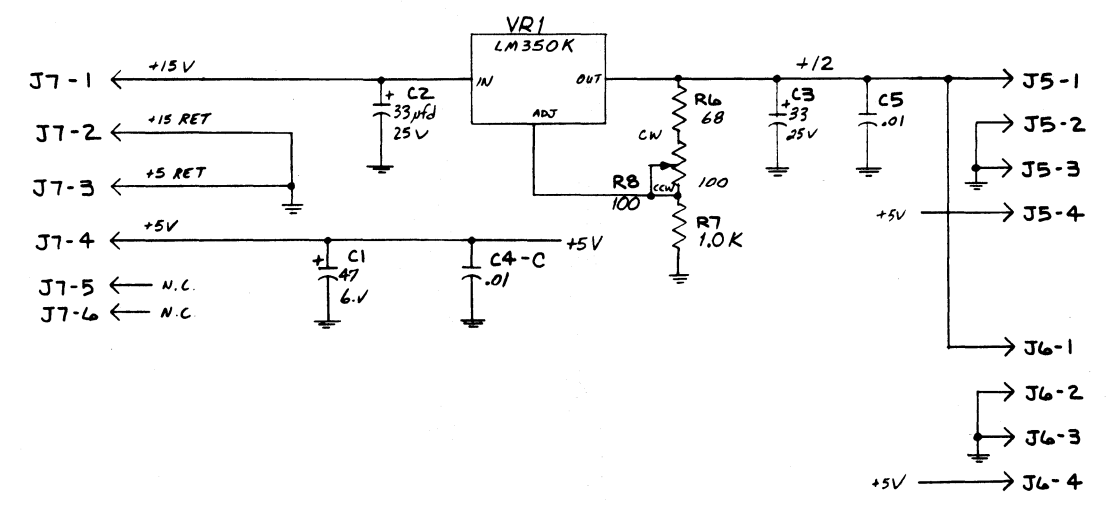 VR1
LM350K
IN
OUT
ADJ
J7-1
+15V
C2
+
33µfd
25V
J7-2
+15 RET
J7-3
+5 RET
J7-4
+5V
+5V
C1
+
47
6.V
C4-C
.01
J7-5
N.C.
J7-6
N.C.
R6
68
CW
R8
100
CCW
100
R7
1.0K
+12
C3
+
33
25V
C5
.01
J5-1
J5-2
J5-3
+5V
J5-4
J6-1
J6-2
J6-3
+5V
J6-4